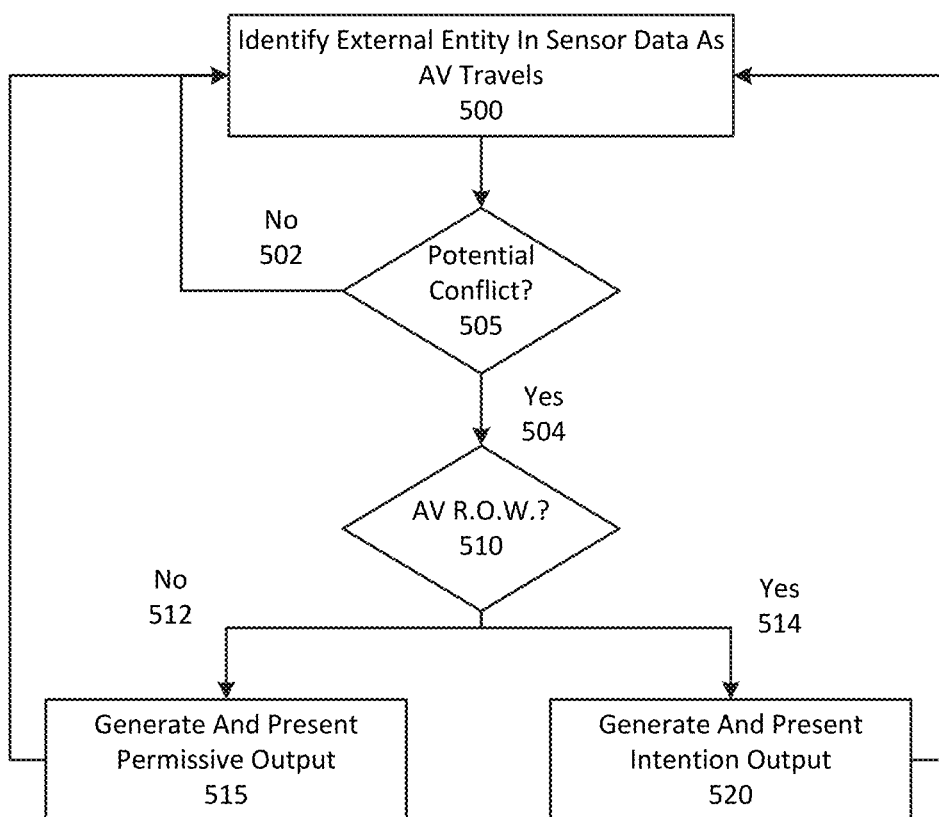 Identify External Entity In Sensor Data As
AV Travels
500
No
502
Potential
Conflict?
505
Yes
504
AV R.O.W.?
510
No
512
Yes
514
Generate And Present
Permissive Output
515
Generate And Present
Intention Output
520